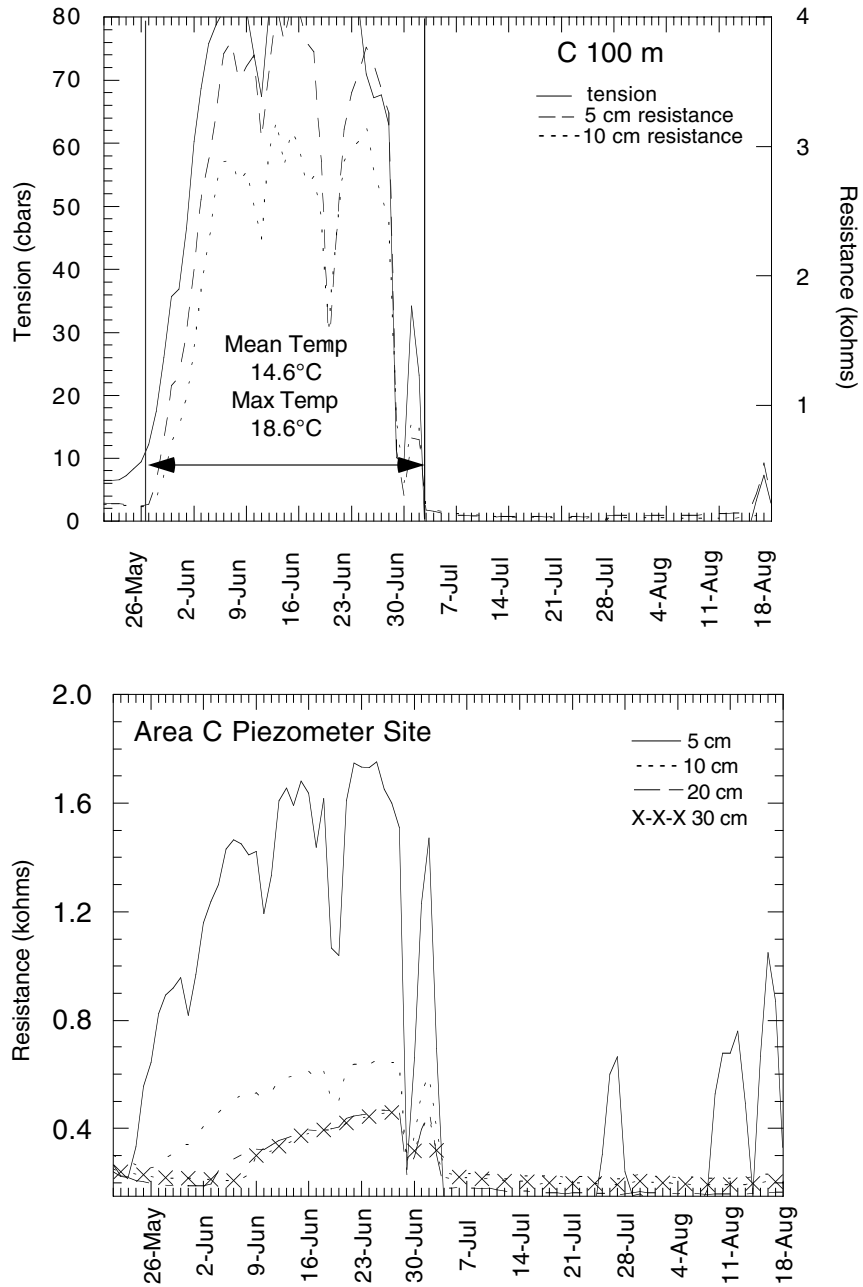 C 100 m
tension
5 cm resistance
10 cm resistance
80
70
60
50
40
30
20
10
0
Tension (cbars)
4
3
2
1
Resistance (kohms)
Mean Temp
14.6°C
Max Temp
18.6°C
26-May
2-Jun
9-Jun
16-Jun
23-Jun
30-Jun
7-Jul
14-Jul
21-Jul
28-Jul
4-Aug
11-Aug
18-Aug
Area C Piezometer Site
5 cm
10 cm
20 cm
X-X-X 30 cm
2.0
1.6
1.2
0.8
0.4
Resistance (kohms)
26-May
2-Jun
9-Jun
16-Jun
23-Jun
30-Jun
7-Jul
14-Jul
21-Jul
28-Jul
4-Aug
11-Aug
18-Aug